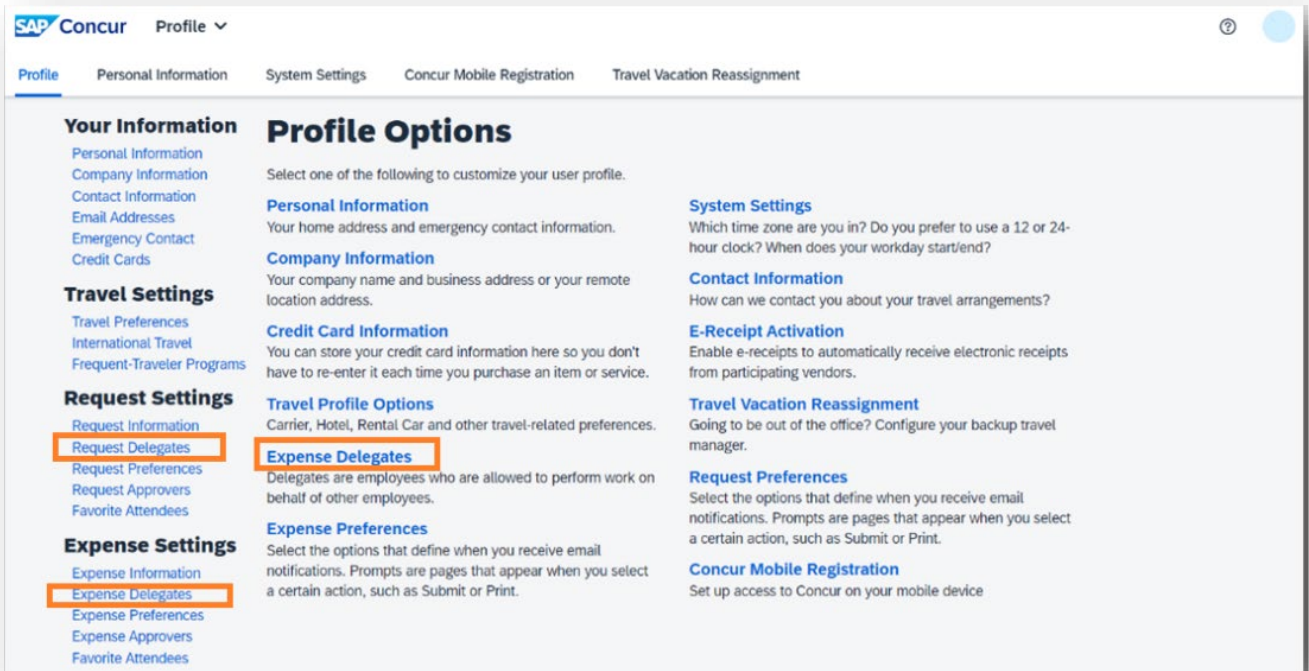 SAP Concur Profile
Profile Personal Information System Settings Concur Mobile Registration Travel Vacation Reassignment
Your Information
Personal Information
Company Information
Contact Information
Email Addresses
Emergency Contact
Credit Cards
Travel Settings
Travel Preferences
International Travel
Frequent-Traveler Programs
Request Settings
Request Information
Request Delegates
Request Preferences
Request Approvers
Favorite Attendees
Expense Settings
Expense Information
Expense Delegates
Expense Preferences
Expense Approvers
Favorite Attendees
Profile Options
Select one of the following to customize your user profile.
Personal Information
Your home address and emergency contact information.
Company Information
Your company name and business address or your remote
location address.
Credit Card Information
You can store your credit card information here so you don't
have to re-enter it each time you purchase an item or service.
Travel Profile Options
Carrier, Hotel, Rental Car and other travel-related preferences.
Expense Delegates
Delegates are employees who are allowed to perform work on
behalf of other employees.
Expense Preferences
Select the options that define when you receive email
notifications. Prompts are pages that appear when you select
a certain action, such as Submit or Print.
System Settings
Which time zone are you in? Do you prefer to use a 12 or 24-
hour clock? When does your workday start/end?
Contact Information
How can we contact you about your travel arrangements?
E-Receipt Activation
Enable e-receipts to automatically receive electronic receipts
from participating vendors.
Travel Vacation Reassignment
Going to be out of the office? Configure your backup travel
manager.
Request Preferences
Select the options that define when you receive email
notifications. Prompts are pages that appear when you select
a certain action, such as Submit or Print.
Concur Mobile Registration
Set up access to Concur on your mobile device